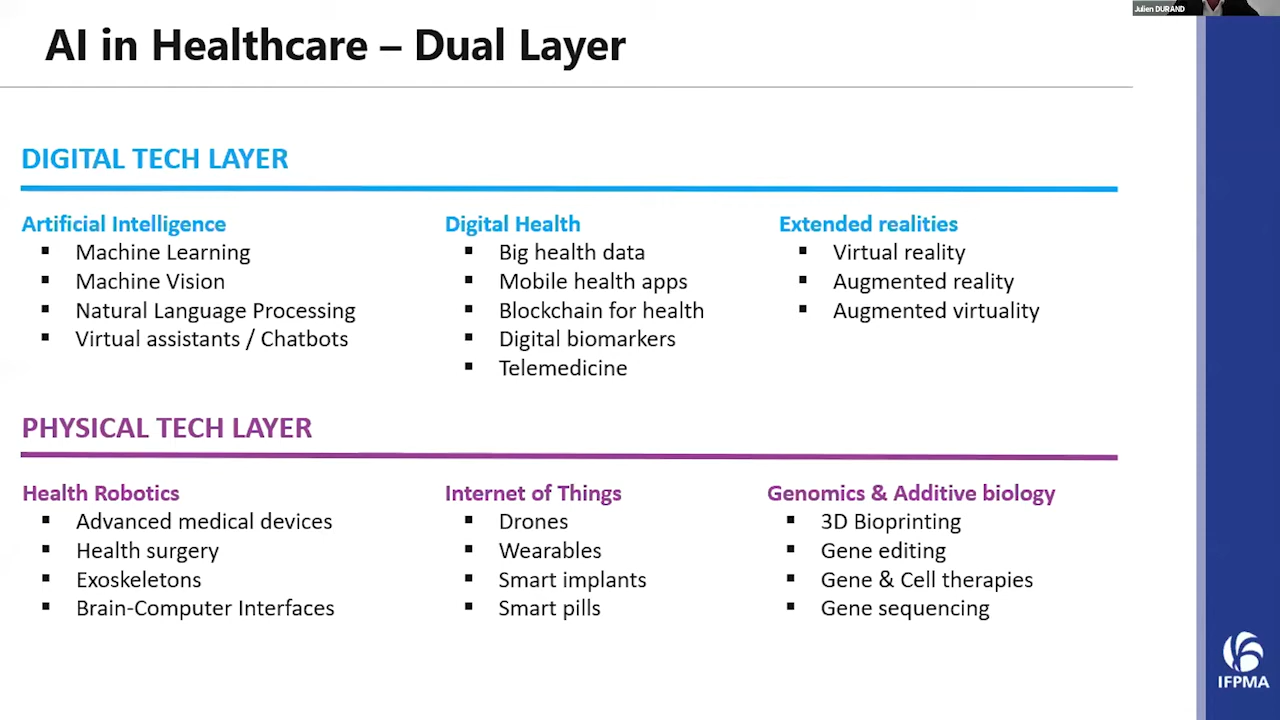 Julien DURAND
AI in Healthcare – Dual Layer
DIGITAL TECH LAYER
Artificial Intelligence
Machine Learning
Machine Vision
Natural Language Processing
Virtual assistants / Chatbots
Digital Health
Big health data
Mobile health apps
Blockchain for health
Digital biomarkers
Telemedicine
Extended realities
Virtual reality
Augmented reality
Augmented virtuality
PHYSICAL TECH LAYER
Health Robotics
Advanced medical devices
Health surgery
Exoskeletons
Brain-Computer Interfaces
Internet of Things
Drones
Wearables
Smart implants
Smart pills
Genomics & Additive biology
3D Bioprinting
Gene editing
Gene & Cell therapies
Gene sequencing
IFPMA